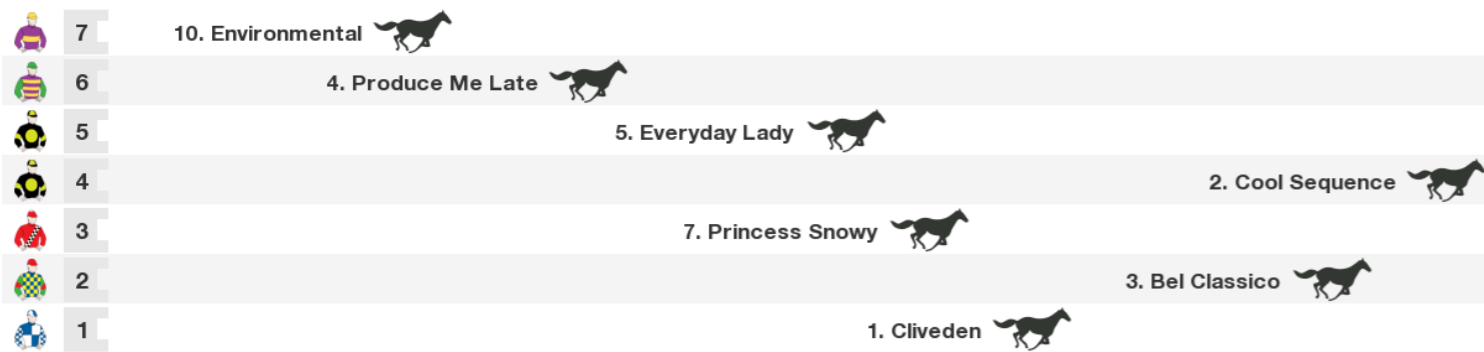 7 10. Environmental
6 4. Produce Me Late
5 5. Everyday Lady
4 2. Cool Sequence
3 7. Princess Snowy
2 3. Bel Classico
1 1. Cliveden